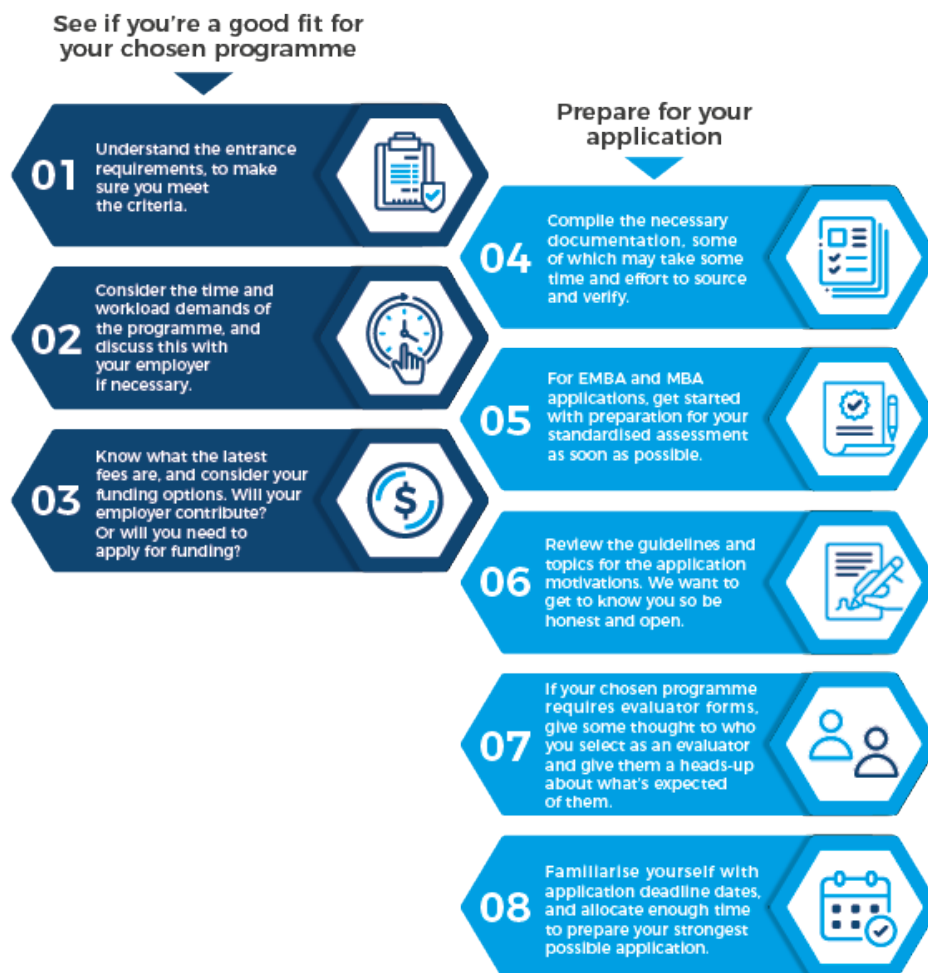 See if you're a good fit for
your chosen programme
01
Understand the entrance
requirements, to make
sure you meet
the criteria.
02
Consider the time and
workload demands of
the programme, and
discuss this with
your employer
if necessary.
03
Know what the latest
fees are, and consider your
funding options. Will your
employer contribute?
Or will you need to
apply for funding?
$
Prepare for your
application
04
Compile the necessary
documentation, some
of which may take some
time and effort to source
and verify.
05
For EMBA and MBA
applications, get started
with preparation for your
standardised assessment
as soon as possible.
06
Review the guidelines and
topics for the application
motivations. We want to
get to know you so be
honest and open.
07
If your chosen programme
requires evaluator forms,
give some thought to who
you select as an evaluator
and give them a heads-up
about what's expected
of them.
08
Familiarise yourself with
application deadline dates,
and allocate enough time
to prepare your strongest
possible application.